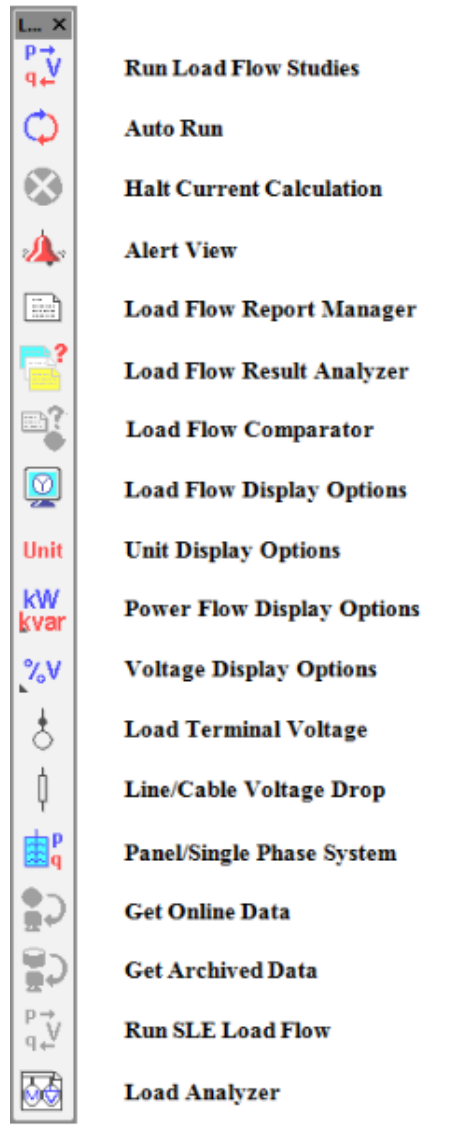 L... ×
P V q Run Load Flow Studies
Auto Run
Halt Current Calculation
Alert View
Load Flow Report Manager
? Load Flow Result Analyzer
? Load Flow Comparator
Load Flow Display Options
Unit Unit Display Options
kW
kvar Power Flow Display Options
%V Voltage Display Options
Load Terminal Voltage
Line/Cable Voltage Drop
P q Panel/Single Phase System
Get Online Data
Get Archived Data
P V q Run SLE Load Flow
M Load Analyzer